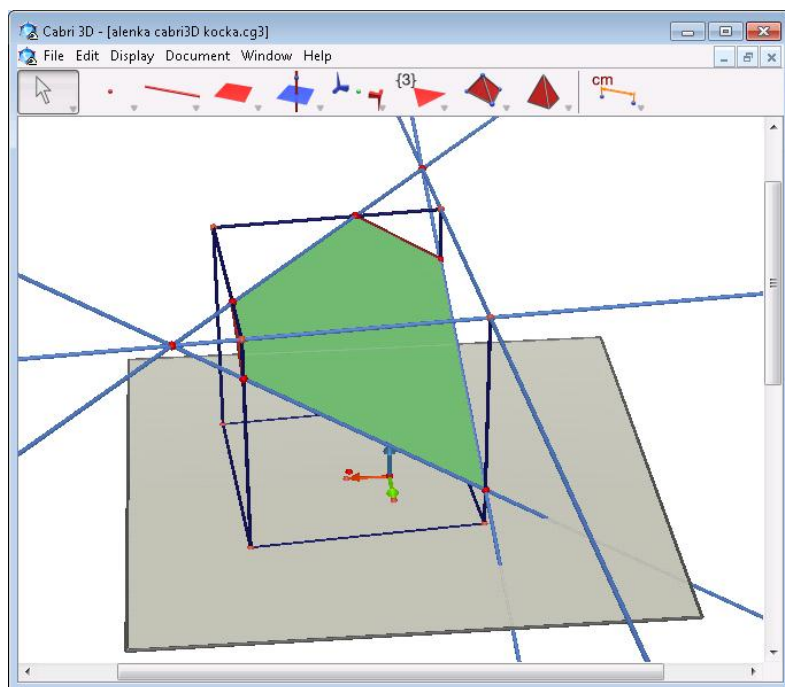 Cabri 3D - [alenka cabri3D kocka.cg3]
File Edit Display Document Window Help
{3} cm